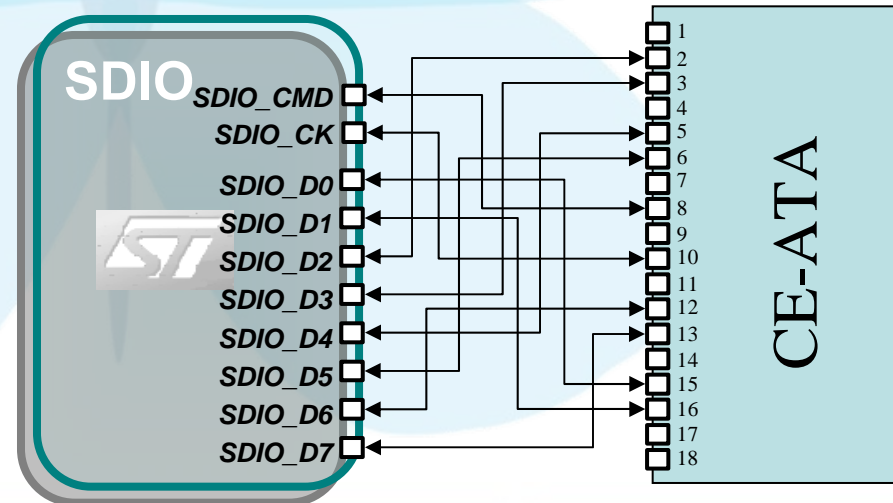 SDIO
SDIO_CMD
SDIO_CK
SDIO_D0
SDIO_D1
SDIO_D2
SDIO_D3
SDIO_D4
SDIO_D5
SDIO_D6
SDIO_D7
ST
1
2
3
4
5
6
7
8
9
10
11
12
13
14
15
16
17
18
CE-ATA